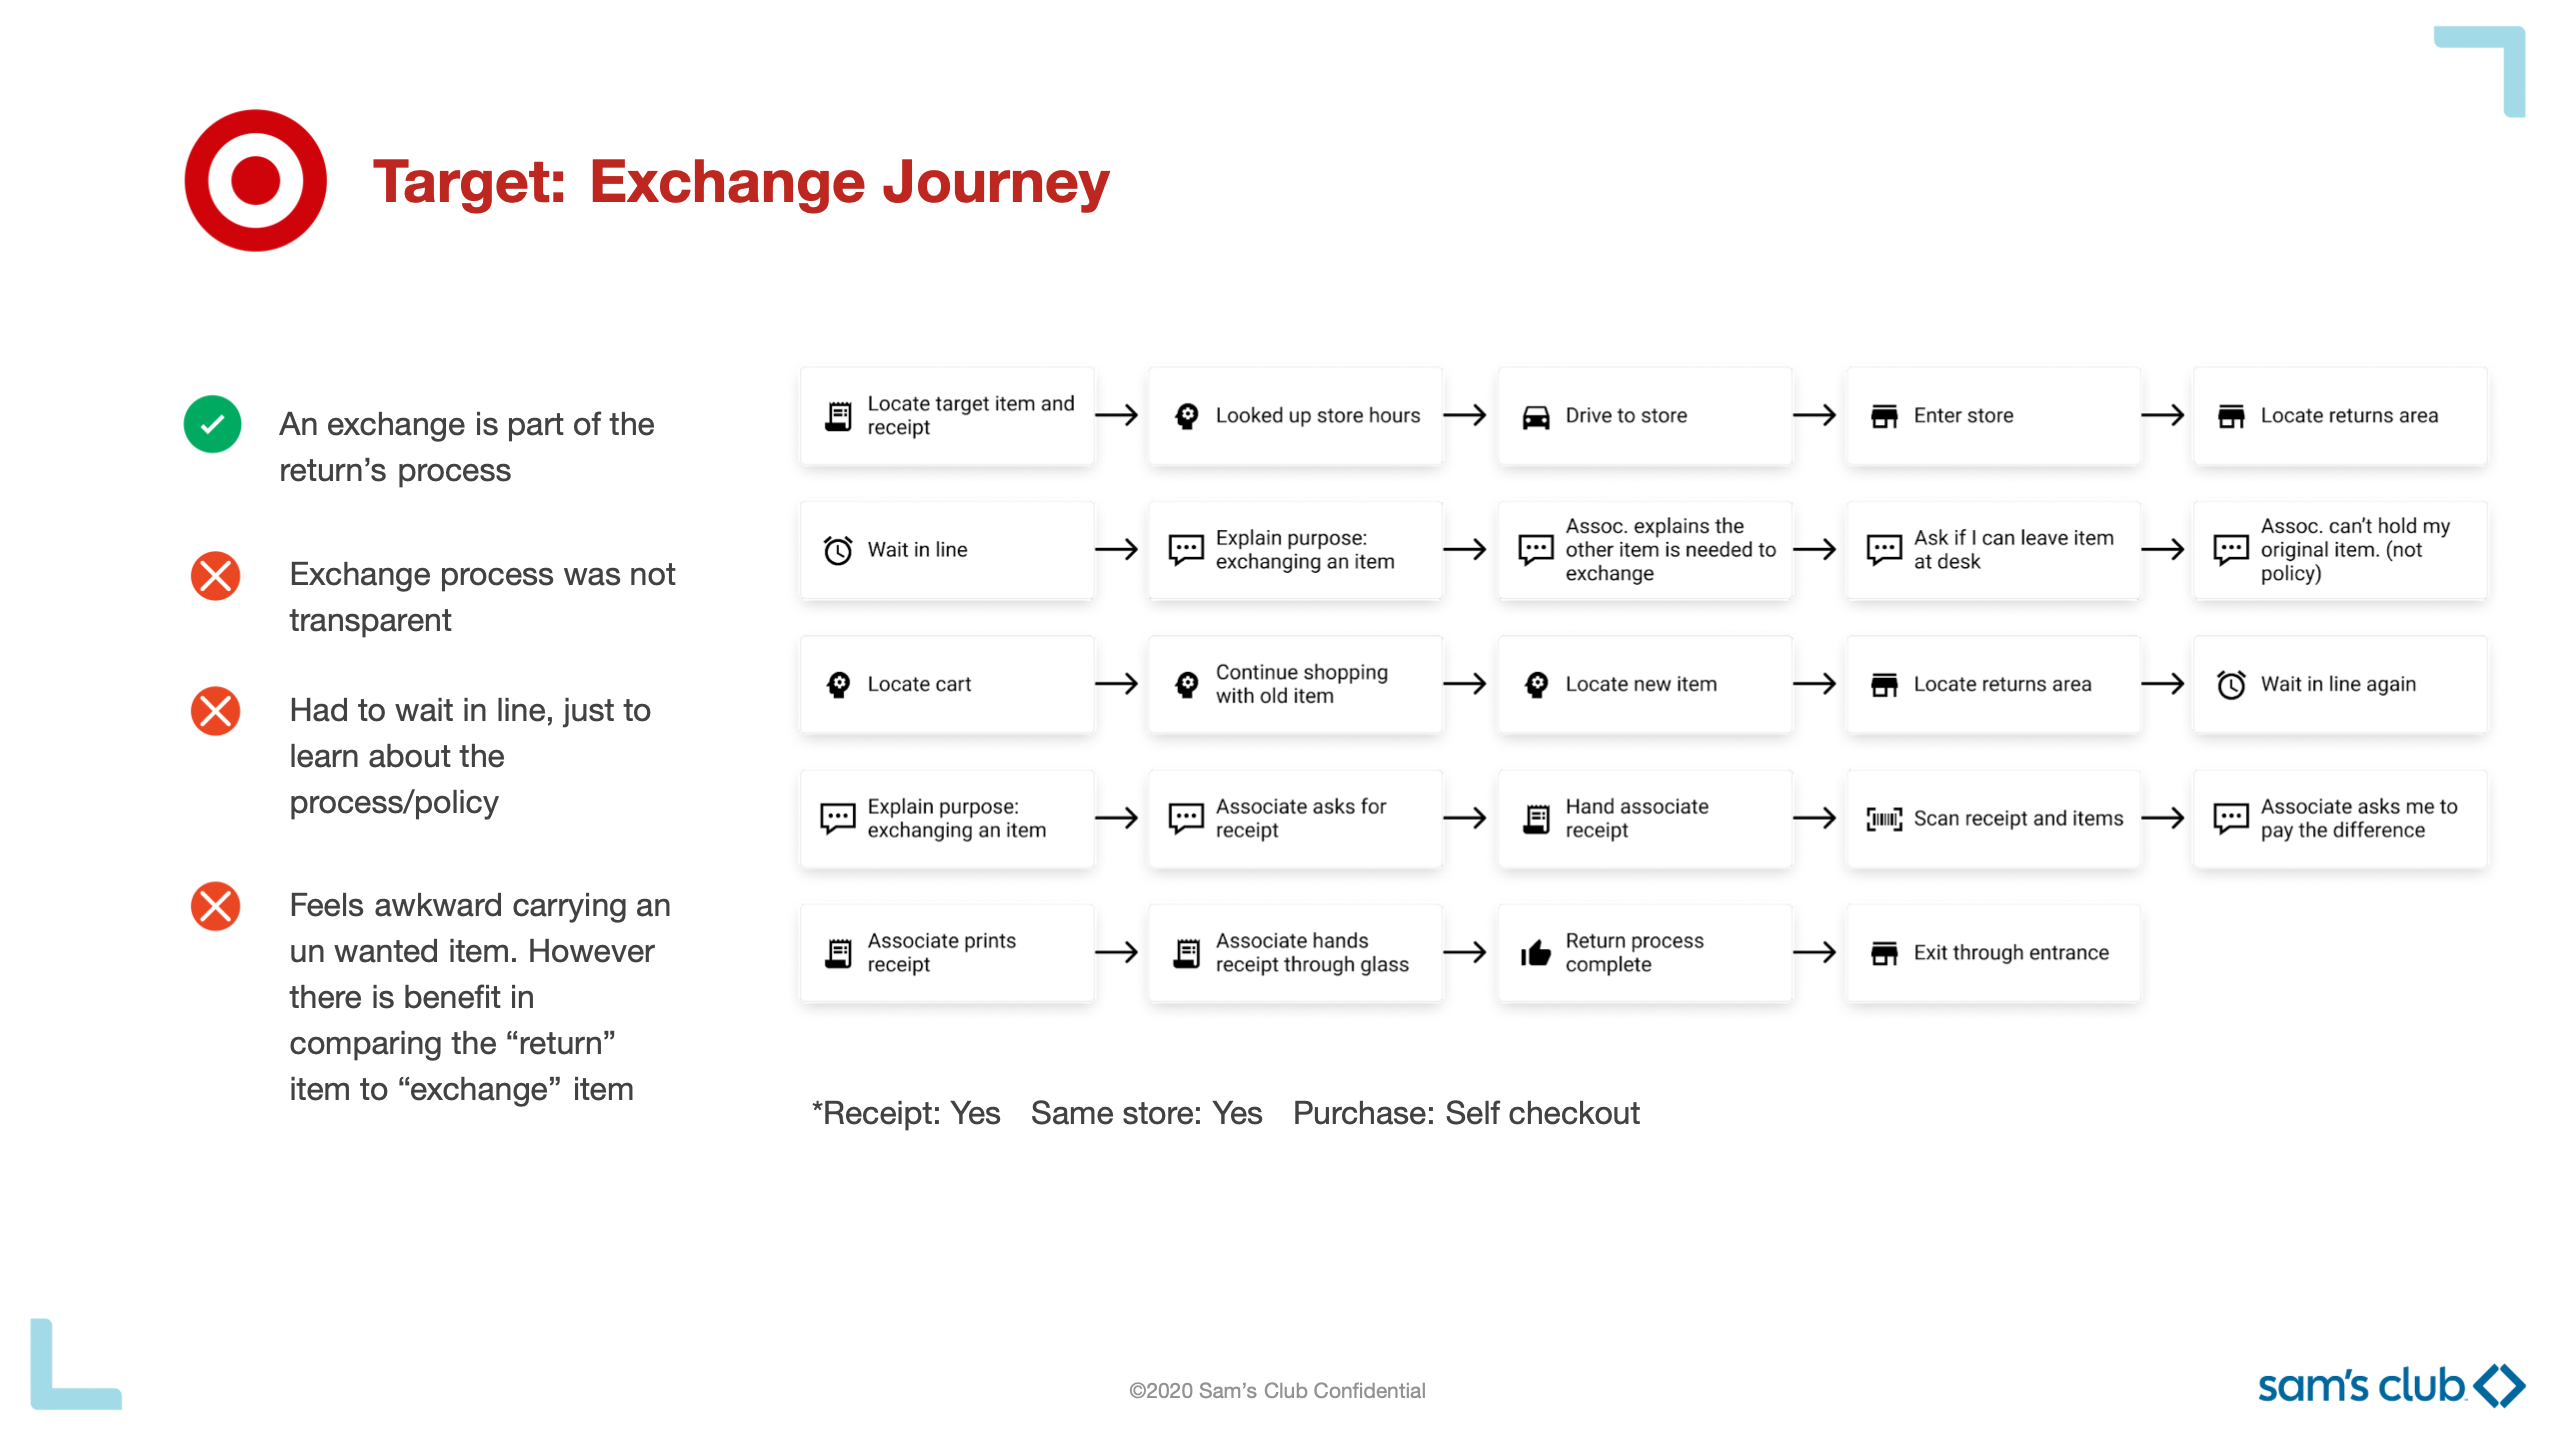 Target: Exchange Journey
An exchange is part of the
return’s process
Exchange process was not
transparent
Had to wait in line, just to
learn about the
process/policy
Feels awkward carrying an
un wanted item. However
there is benefit in
comparing the “return”
item to “exchange” item
Locate target item and
receipt
Looked up store hours
Drive to store
Enter store
Locate returns area
Wait in line
Explain purpose:
exchanging an item
Assoc. explains the
other item is needed to
exchange
Ask if I can leave item
at desk
Assoc. can’t hold my
original item. (not
policy)
Locate cart
Continue shopping
with old item
Locate new item
Locate returns area
Wait in line again
Explain purpose:
exchanging an item
Associate asks for
receipt
Hand associate
receipt
Scan receipt and items
Associate asks me to
pay the difference
Associate prints
receipt
Associate hands
receipt through glass
Return process
complete
Exit through entrance
*Receipt: Yes Same store: Yes Purchase: Self checkout
©2020 Sam’s Club Confidential
sam’s club